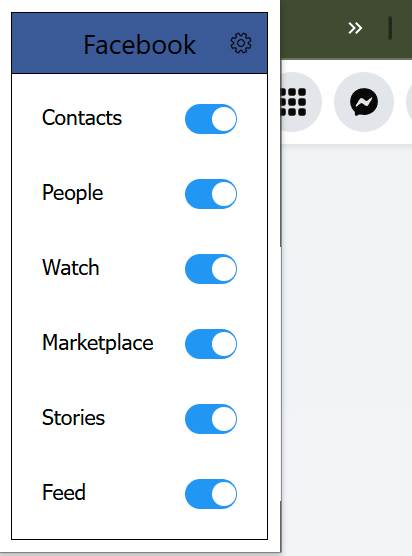 Facebook
Contacts
People
Watch
Marketplace
Stories
Feed